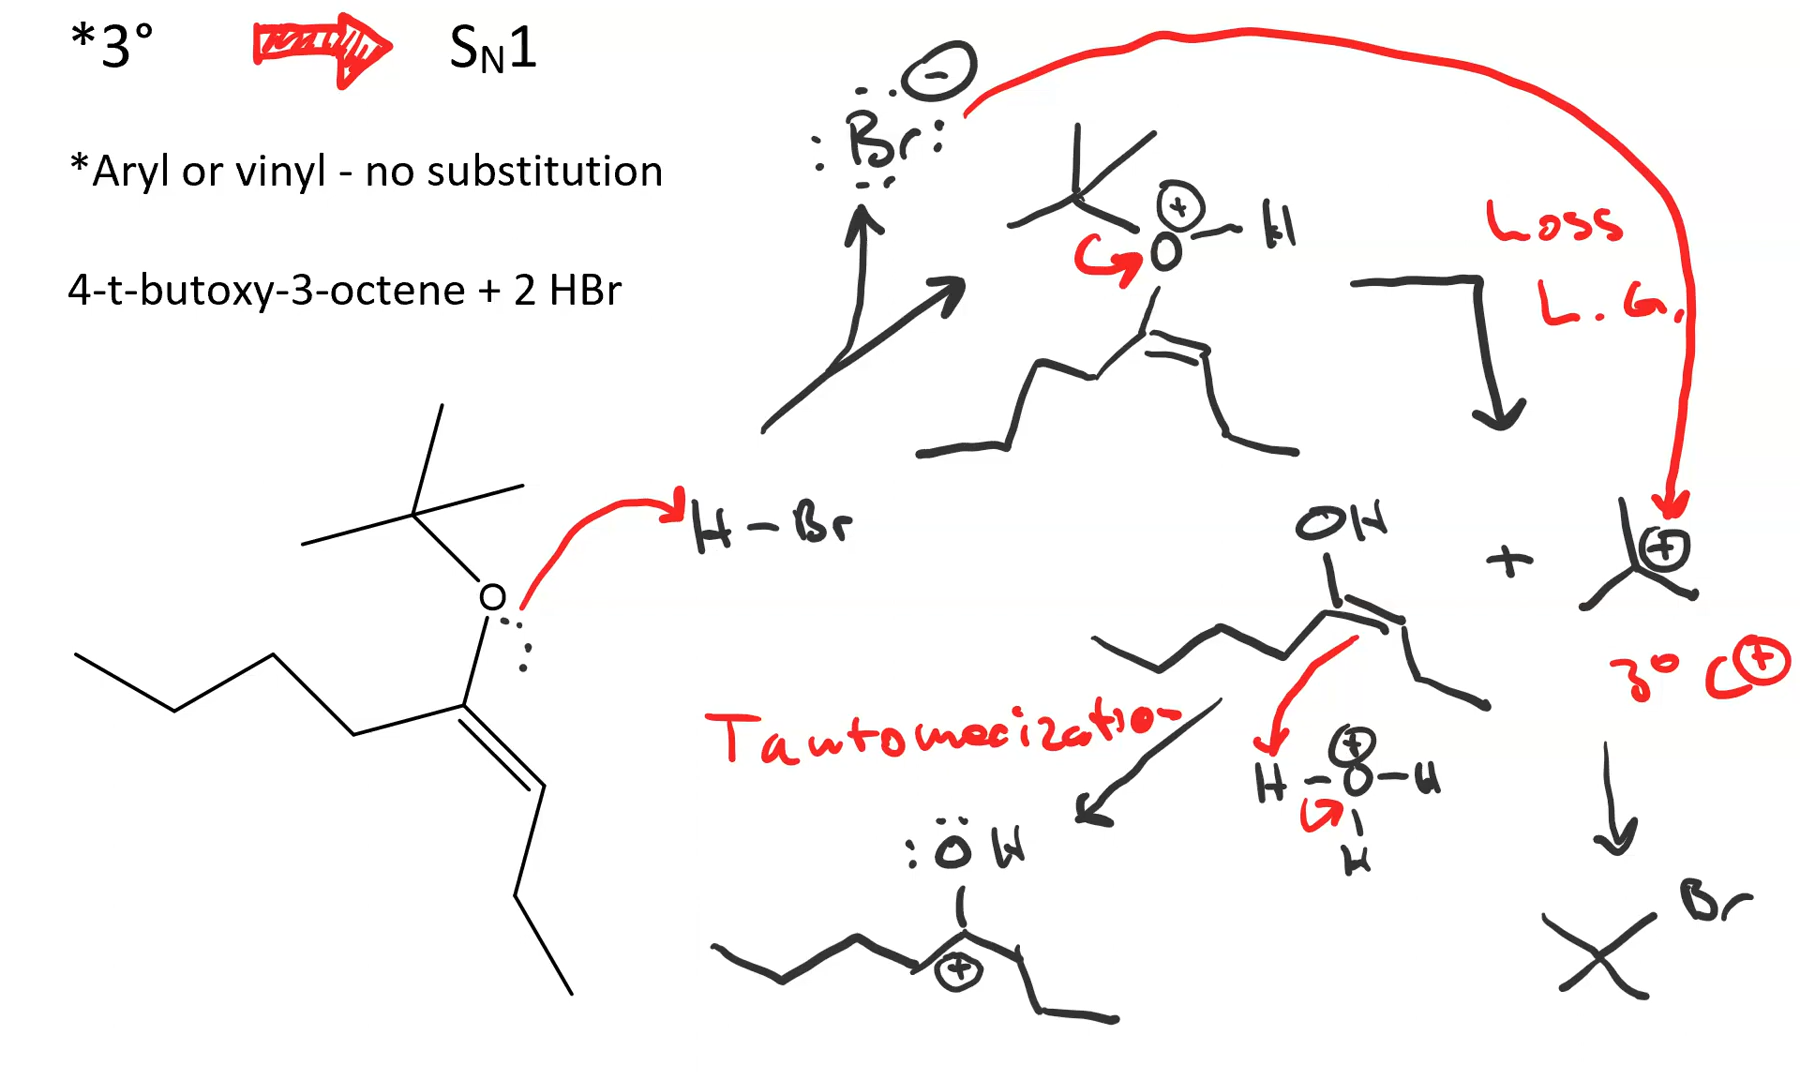 *3° S_N1
*Aryl or vinyl - no substitution
4-t-butoxy-3-octene + 2 HBr
:Br: -
O + - H
Loss
L.G.
O
H - Br
OH
+
+
3° C+
Tautomerization
H - O - H
+
H
:OH
+
Br